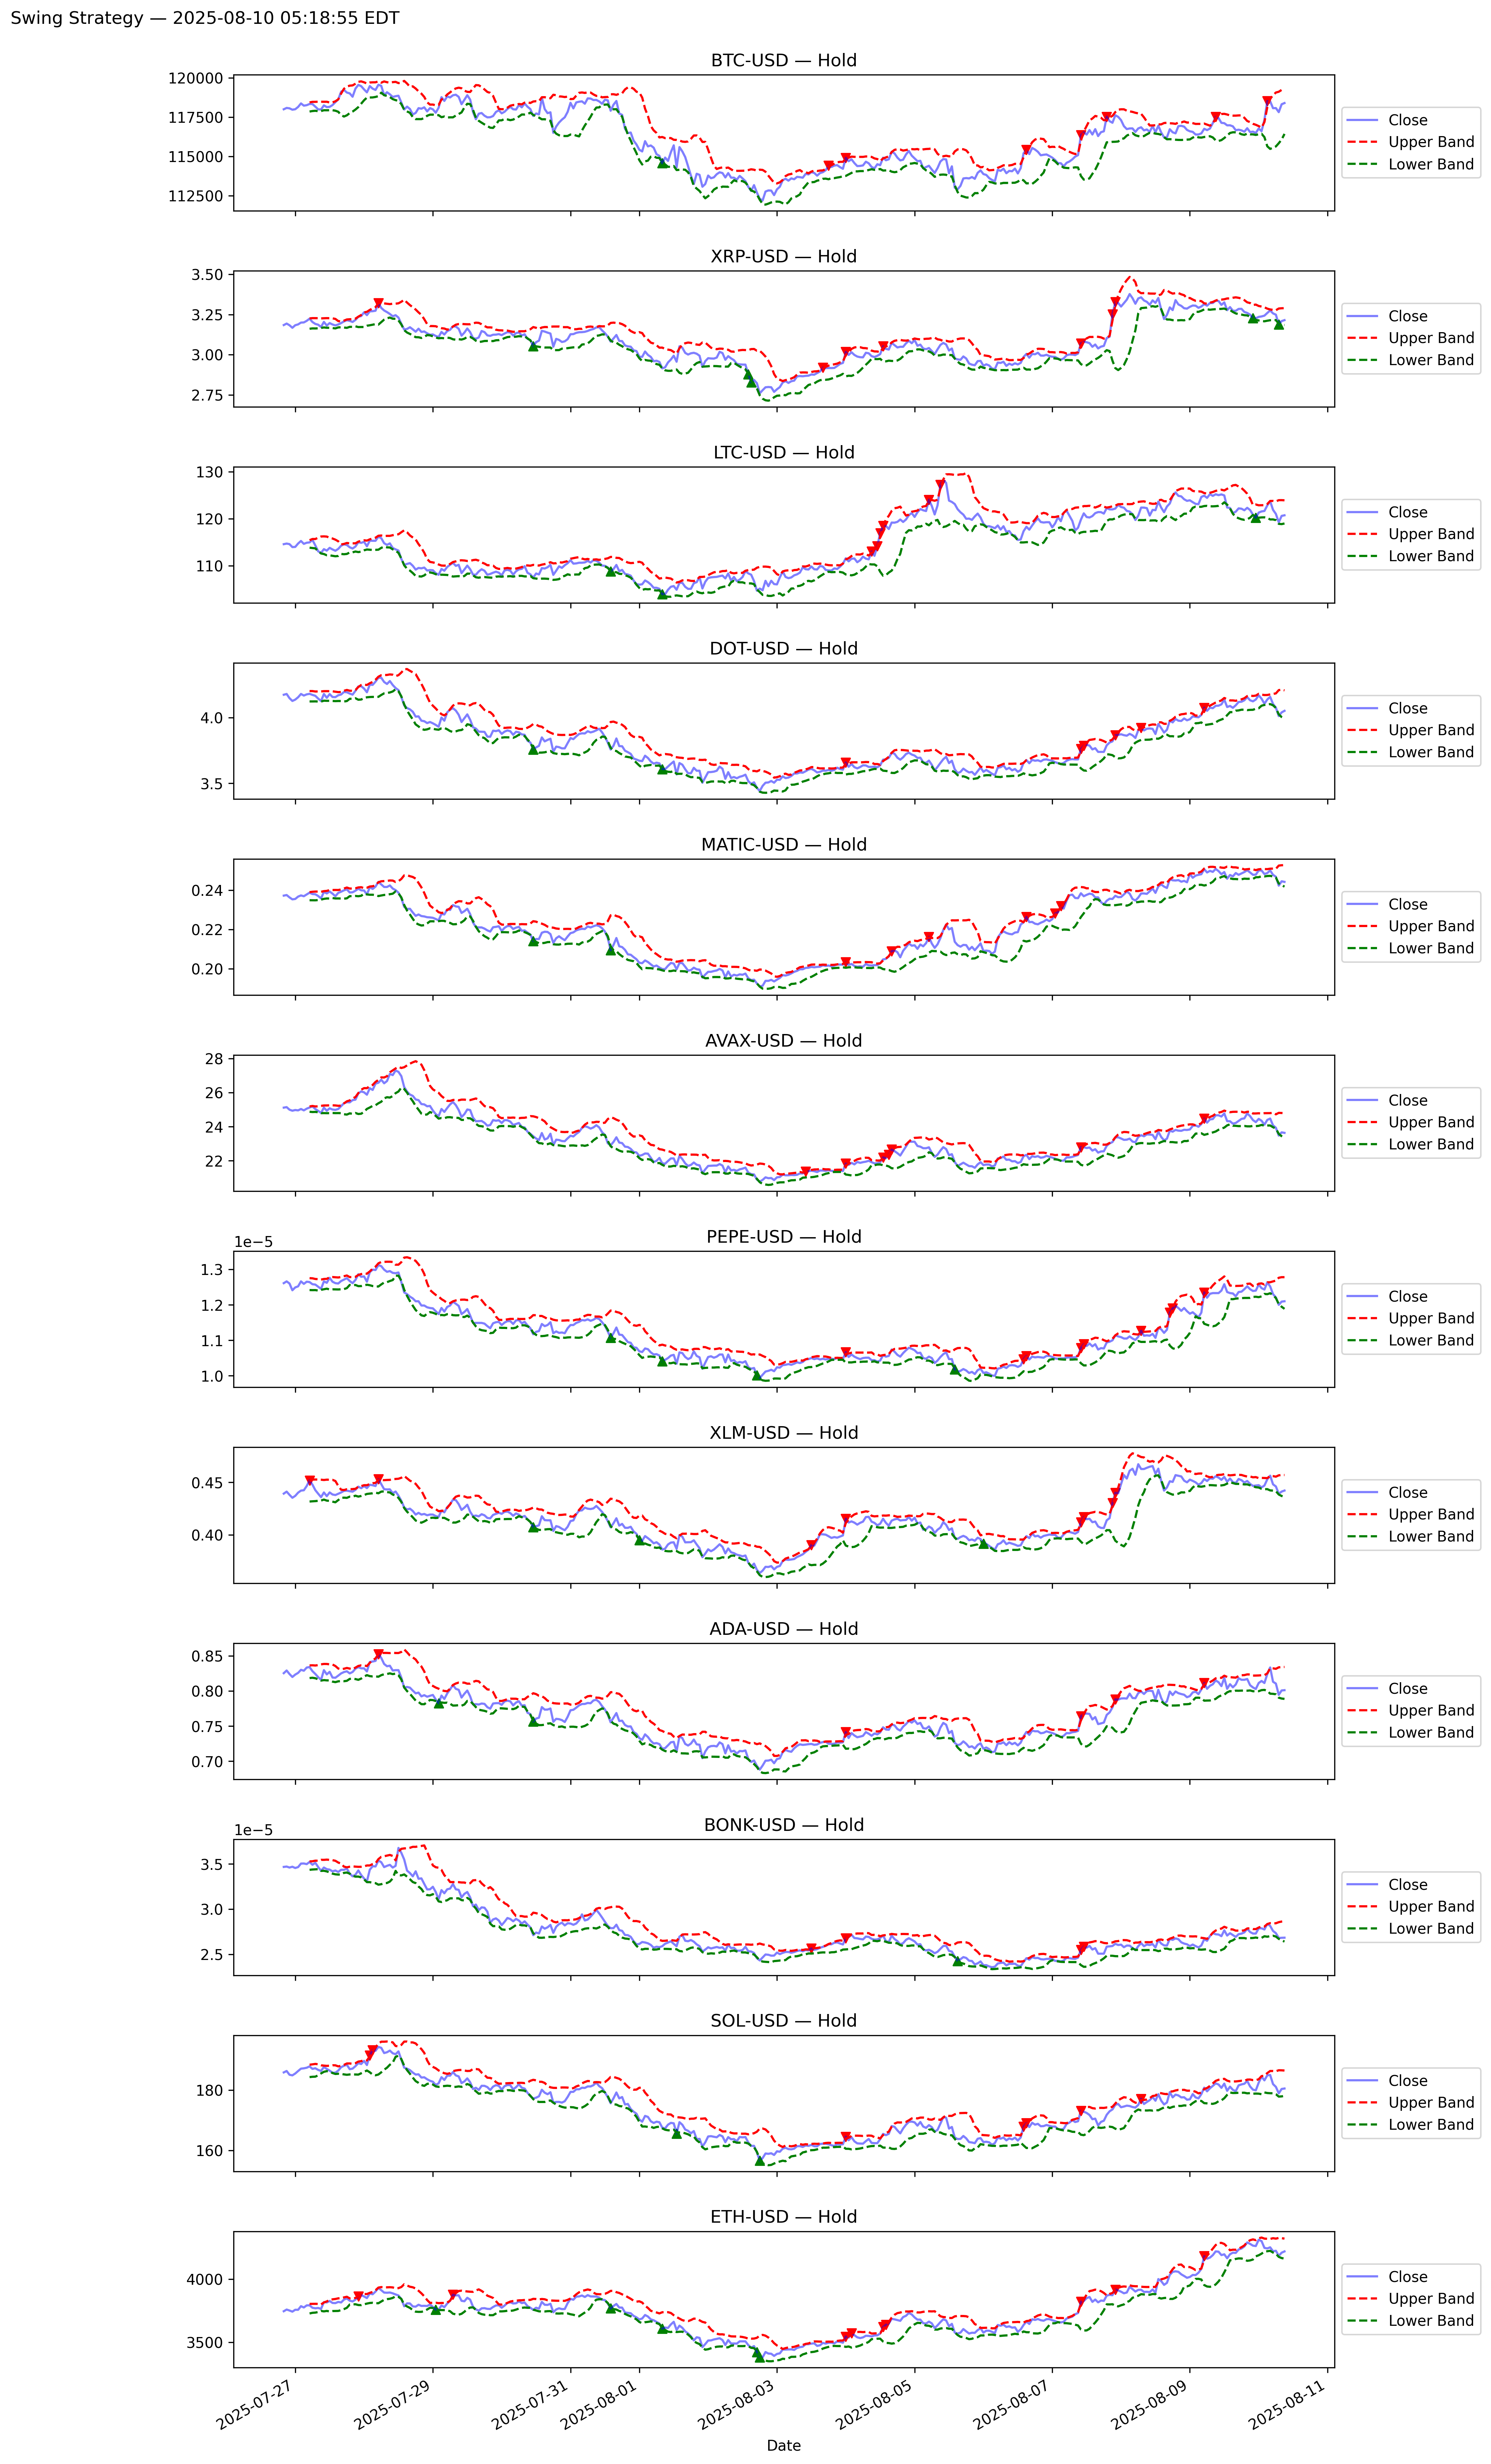 Swing Strategy — 2025-08-10 05:18:55 EDT
BTC-USD — Hold
120000
117500
115000
112500
Close
Upper Band
Lower Band
XRP-USD — Hold
3.50
3.25
3.00
2.75
Close
Upper Band
Lower Band
LTC-USD — Hold
130
120
110
Close
Upper Band
Lower Band
DOT-USD — Hold
4.0
3.5
Close
Upper Band
Lower Band
MATIC-USD — Hold
0.24
0.22
0.20
Close
Upper Band
Lower Band
AVAX-USD — Hold
28
26
24
22
Close
Upper Band
Lower Band
PEPE-USD — Hold
1e−5
1.3
1.2
1.1
1.0
Close
Upper Band
Lower Band
XLM-USD — Hold
0.45
0.40
Close
Upper Band
Lower Band
ADA-USD — Hold
0.85
0.80
0.75
0.70
Close
Upper Band
Lower Band
BONK-USD — Hold
1e−5
3.5
3.0
2.5
Close
Upper Band
Lower Band
SOL-USD — Hold
180
160
Close
Upper Band
Lower Band
ETH-USD — Hold
4000
3500
Close
Upper Band
Lower Band
2025-07-27
2025-07-29
2025-07-31
2025-08-01
2025-08-03
2025-08-05
2025-08-07
2025-08-09
2025-08-11
Date